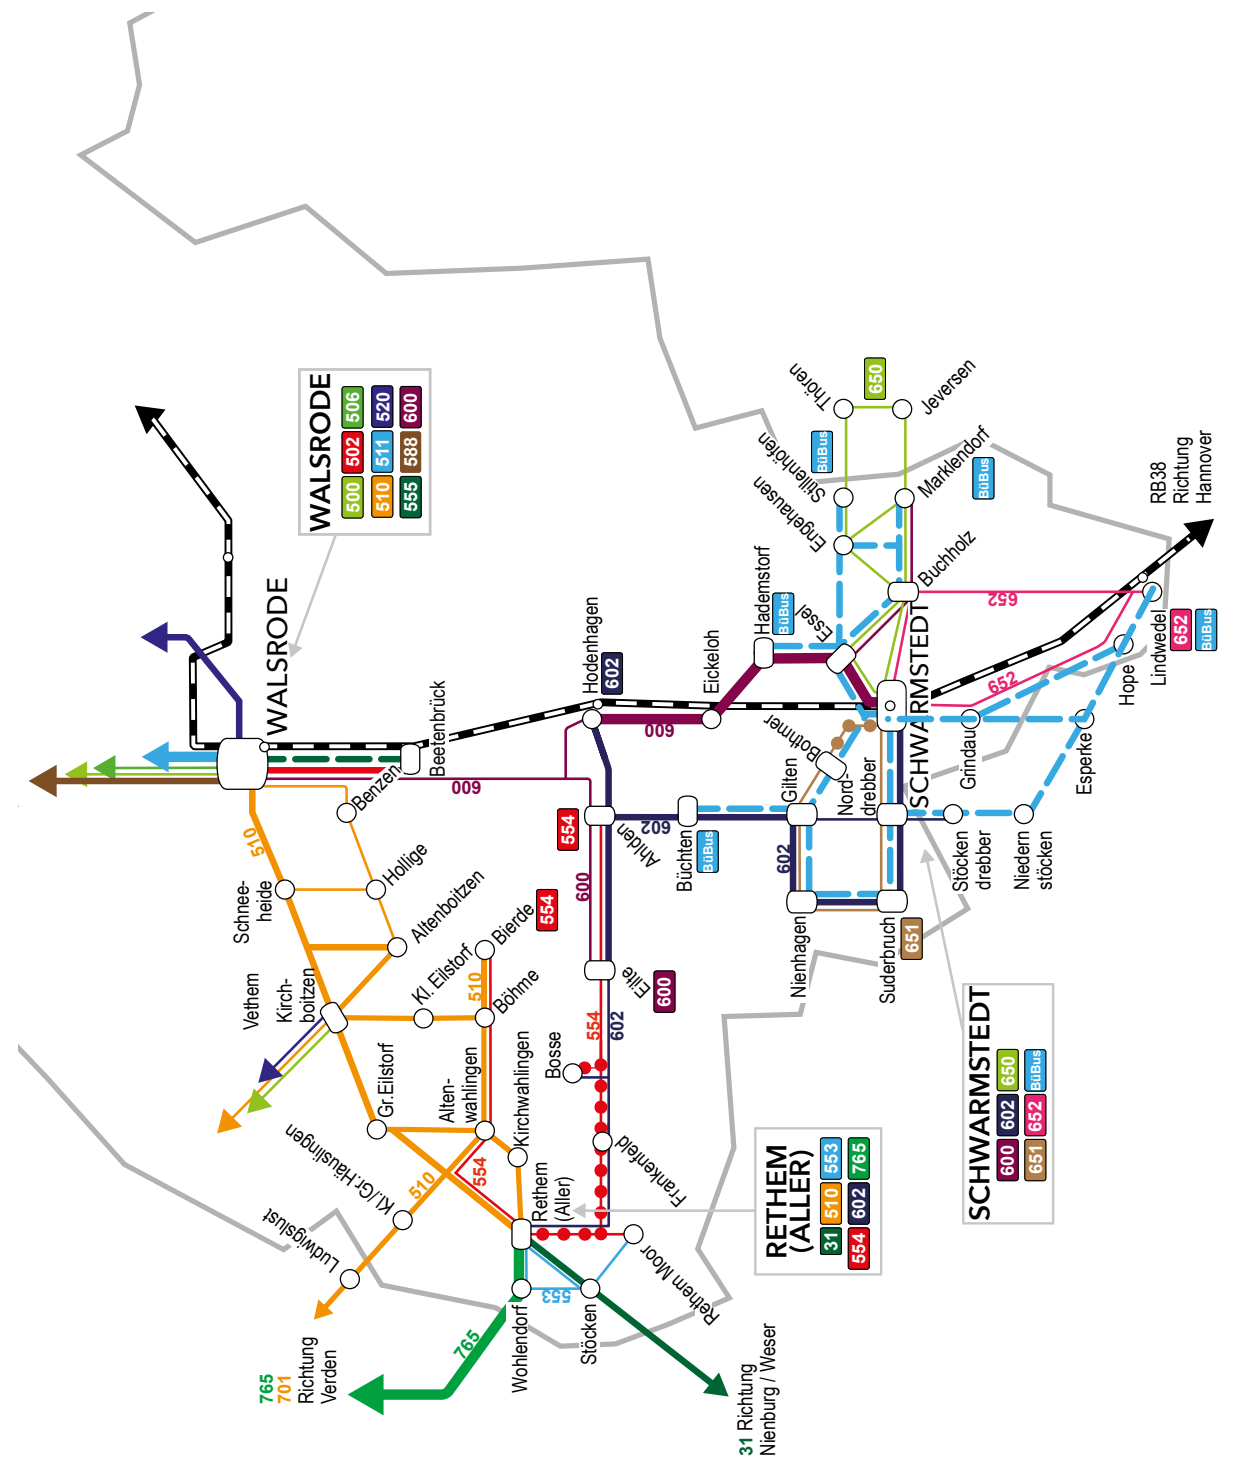 WALSRODE
500 502 506
510 511 520
555 588 600
WALSRODE
Beetenbrück
Benzen
Hollige
Altenboitzen
Schnee-
heide
Vethem
Kirch-
boitzen
510
Kl. Eilstorf
Bierde
554
510
Böhme
Gr.Eilstorf
Alten-
wahlingen
Kirchwahlingen
Kl./Gr.Häuslingen
510
Ludwigslust
554
Rethem
(Aller)
765
701
Richtung
Verden
765
Wohlendorf
553
Stöcken
Rethem Moor
31 Richtung
Nienburg / Weser
RETHEM
(ALLER)
31 510 553
554 602 765
Frankenfeld
Bosse
554
602
Eilte
600
600
554
Ahlden
602
600
Hodenhagen
602
600
Eickeloh
Hademstorf
BüBus
Essel
Büchten
BüBus
Gilten
602
Bothmer
Nord-
drebber
Nienhagen
Suderbruch
651
SCHWARMSTEDT
Buchholz
Engehausen
Stillenhöfen
BüBus
Thören
650
Jeversen
Marklendorf
BüBus
652
652
Grindau
Hope
Lindwedel
652
BüBus
Esperke
Stöcken
drebber
Niedern
stöcken
RB38
Richtung
Hannover
SCHWARMSTEDT
600 602 650
651 652 BüBus